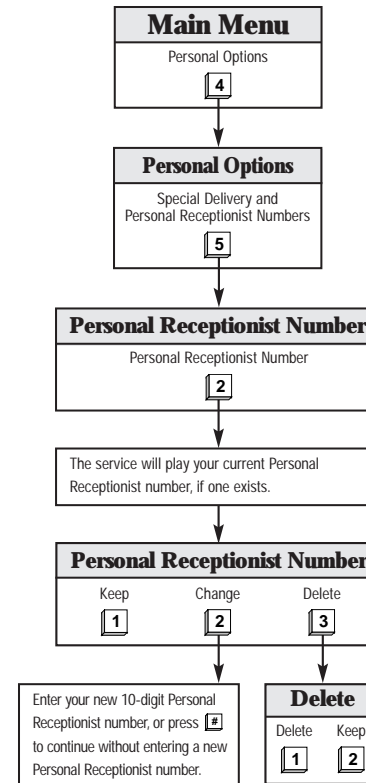 Main Menu
Personal Options
4
Personal Options
Special Delivery and
Personal Receptionist Numbers
5
Personal Receptionist Number
Personal Receptionist Number
2
The service will play your current Personal
Receptionist number, if one exists.
Personal Receptionist Number
Keep Change Delete
1 2 3
Enter your new 10-digit Personal
Receptionist number, or press #
to continue without entering a new
Personal Receptionist number.
Delete
Delete Keep
1 2